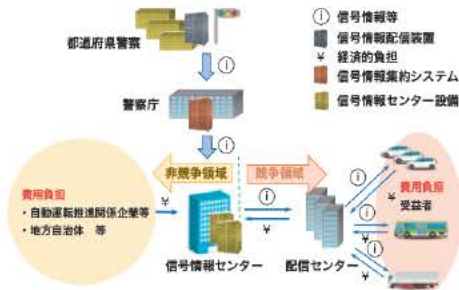 都道府県警察
ⓘ 信号情報等
信号情報配信装置
¥ 経済的負担
信号情報集約システム
信号情報センター設備
ⓘ
警察庁
ⓘ
非競争領域
競争領域
費用負担
・自動運転推進関係企業等
・地方自治体 等
¥
信号情報センター
ⓘ
¥
配信センター
ⓘ
¥
費用負担
受益者
ⓘ
¥
ⓘ
¥